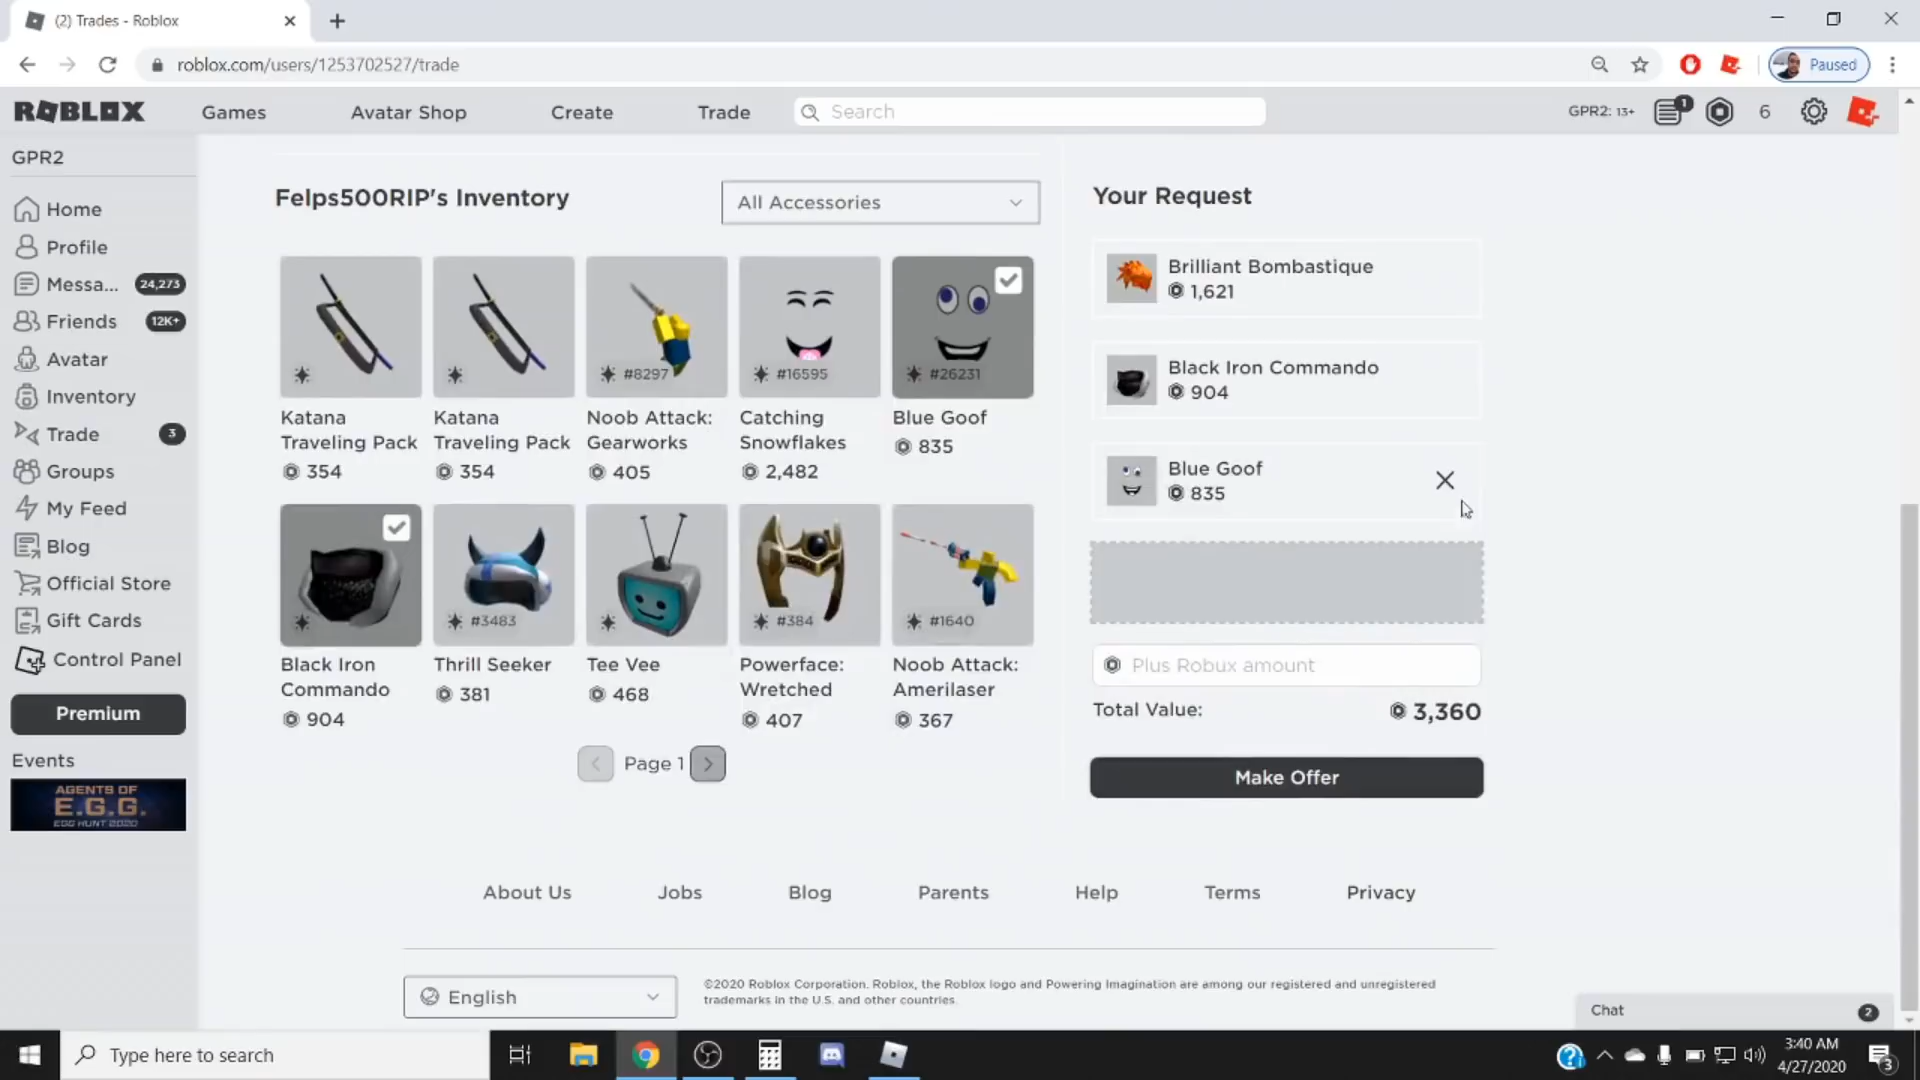 (2) Trades - Roblox
roblox.com/users/1253702527/trade
Paused
ROBLOX
Games
Avatar Shop
Create
Trade
Search
GPR2: 13+
1
6
GPR2
Home
Profile
Messa... 24,273
Friends 12K+
Avatar
Inventory
Trade 3
Groups
My Feed
Blog
Official Store
Gift Cards
Control Panel
Premium
Events
AGENTS OF
E.G.G.
EGG HUNT 2020
Felps500RIP's Inventory
All Accessories
#8297 #16595 #26231
Katana Katana Noob Attack: Catching Blue Goof
Traveling Pack Traveling Pack Gearworks Snowflakes 835
354 354 405 2,482
#3483 #384 #1640
Black Iron Thrill Seeker Tee Vee Powerface: Noob Attack:
Commando 381 468 Wretched Amerilaser
904 407 367
Page 1
Your Request
Brilliant Bombastique
1,621
Black Iron Commando
904
Blue Goof
835
Plus Robux amount
Total Value: 3,360
Make Offer
About Us Jobs Blog Parents Help Terms Privacy
English
©2020 Roblox Corporation. Roblox, the Roblox logo and Powering Imagination are among our registered and unregistered
trademarks in the U.S. and other countries.
Chat 2
Type here to search
3:40 AM
4/27/2020
3